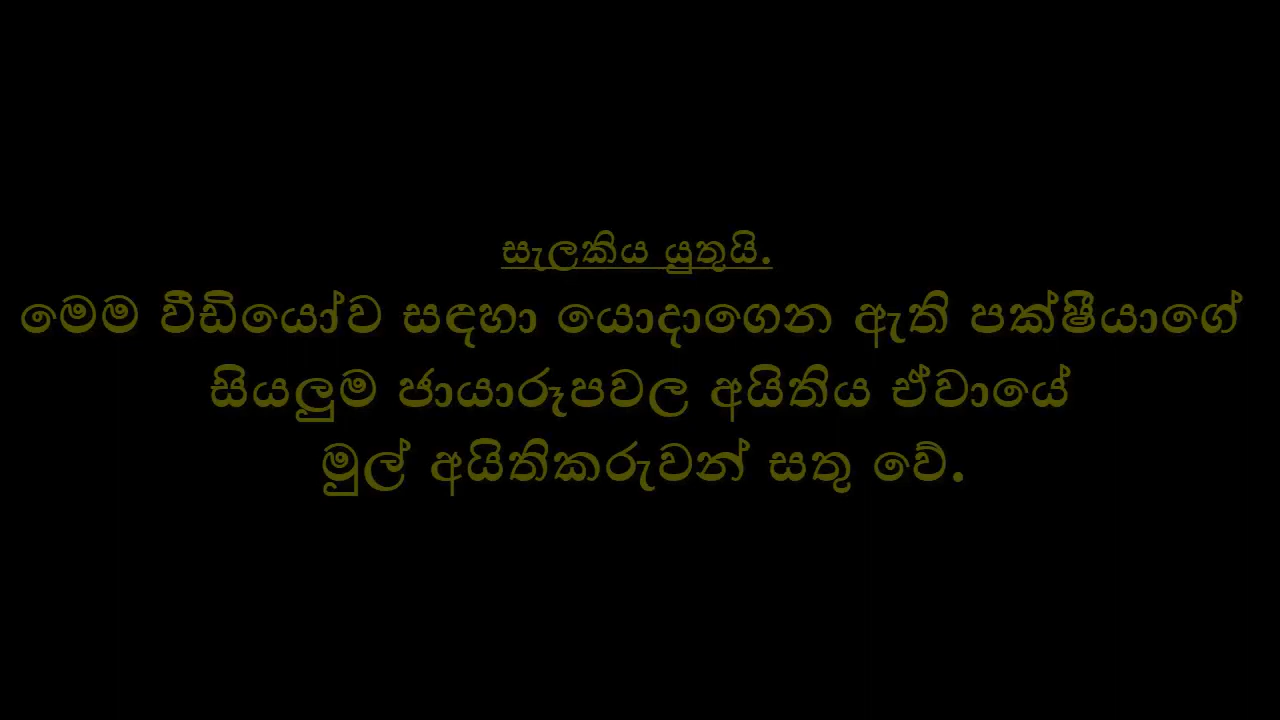 සැලකිය යුතුයි.
මෙම වීඩියෝව සඳහා යොදාගෙන ඇති පක්ෂීයාගේ
සියලුම ජායාරූපවල අයිතිය ඒවායේ
මුල් අයිතිකරුවන් සතු වේ.